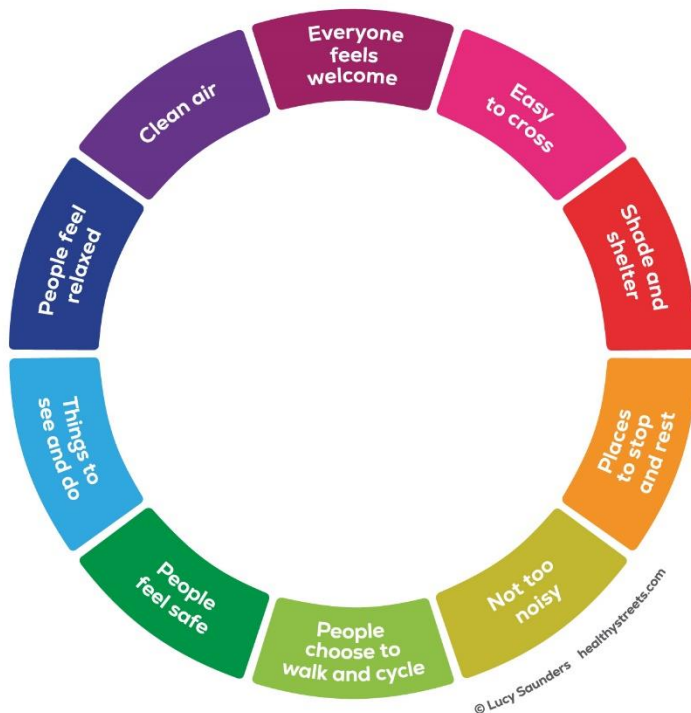 Everyone
feels
welcome
Easy
to cross
Shade and
shelter
Places
to stop
and rest
Not too
noisy
People
choose to
walk and cycle
People
feel safe
Things to
see and do
People feel
relaxed
Clean air
© Lucy Saunders healthystreets.com